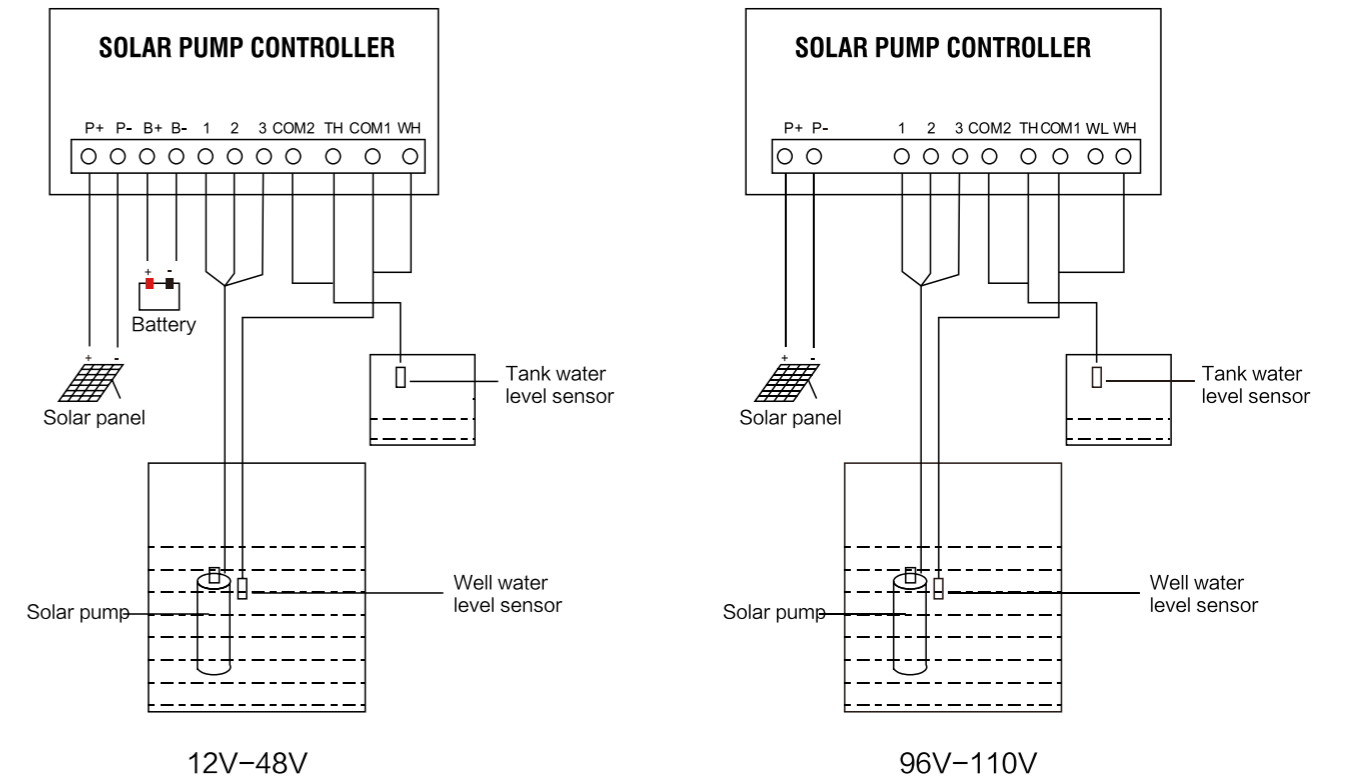 SOLAR PUMP CONTROLLER
P+ P- B+ B- 1 2 3 COM2 TH COM1 WH
+ -
Battery
+ -
Solar panel
Tank water
level sensor
Solar pump
Well water
level sensor
12V-48V
SOLAR PUMP CONTROLLER
P+ P- 1 2 3 COM2 TH COM1 WL WH
+ -
Solar panel
Tank water
level sensor
Solar pump
Well water
level sensor
96V-110V